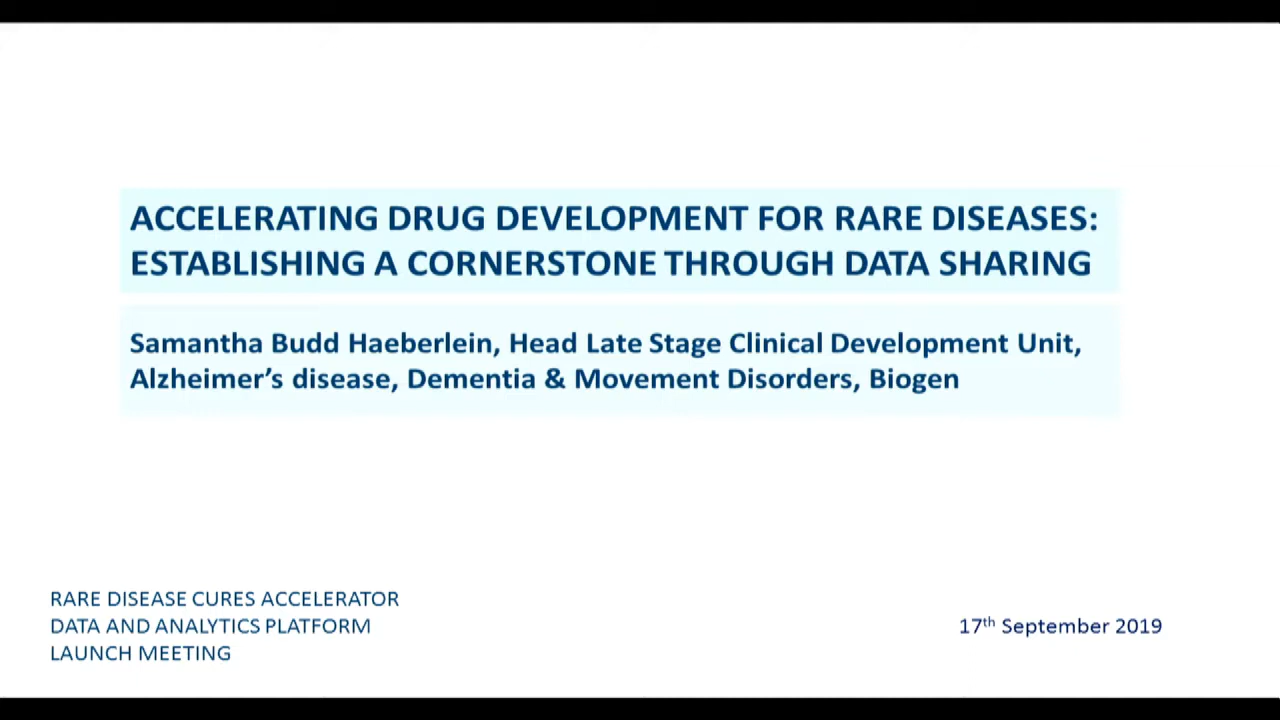 ACCELERATING DRUG DEVELOPMENT FOR RARE DISEASES:
ESTABLISHING A CORNERSTONE THROUGH DATA SHARING
Samantha Budd Haeberlein, Head Late Stage Clinical Development Unit,
Alzheimer’s disease, Dementia & Movement Disorders, Biogen
RARE DISEASE CURES ACCELERATOR
DATA AND ANALYTICS PLATFORM
LAUNCH MEETING
17th September 2019